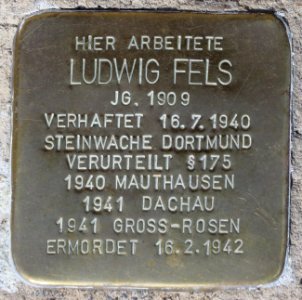 HIER ARBEITETE
LUDWIG FELS
JG. 1909
VERHAFTET 16.7.1940
STEINWACHE DORTMUND
VERURTEILT §175
1940 MAUTHAUSEN
1941 DACHAU
1941 GROSS-ROSEN
ERMORDET 16.2.1942